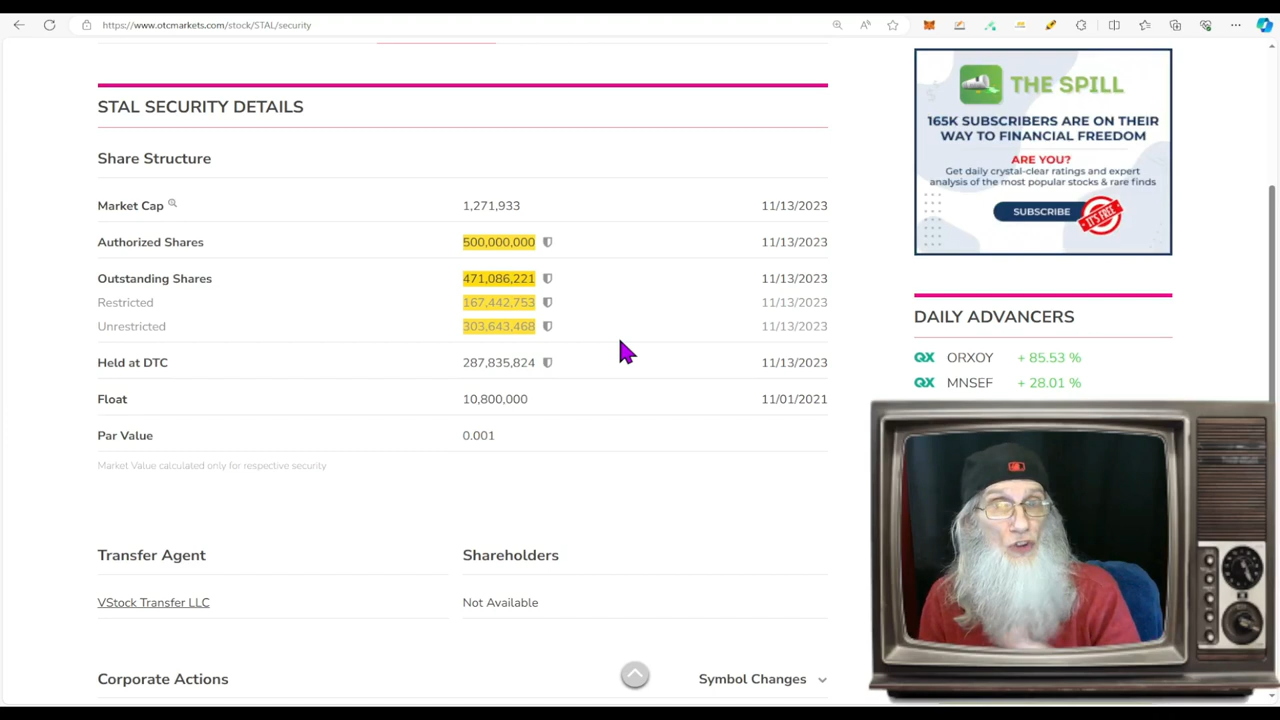 https://www.otcmarkets.com/stock/STAL/security
STAL SECURITY DETAILS
Share Structure
Market Cap 1,271,933 11/13/2023
Authorized Shares 500,000,000 11/13/2023
Outstanding Shares 471,086,221 11/13/2023
Restricted 167,442,753 11/13/2023
Unrestricted 303,643,468 11/13/2023
Held at DTC 287,835,824 11/13/2023
Float 10,800,000 11/01/2021
Par Value 0.001
Market Value calculated only for respective security
Transfer Agent Shareholders
VStock Transfer LLC Not Available
Corporate Actions Symbol Changes
THE SPILL
165K SUBSCRIBERS ARE ON THEIR
WAY TO FINANCIAL FREEDOM
ARE YOU?
Get daily crystal-clear ratings and expert
analysis of the most popular stocks & rare finds
SUBSCRIBE IT'S FREE
DAILY ADVANCERS
QX ORXOY + 85.53 %
QX MNSEF + 28.01 %